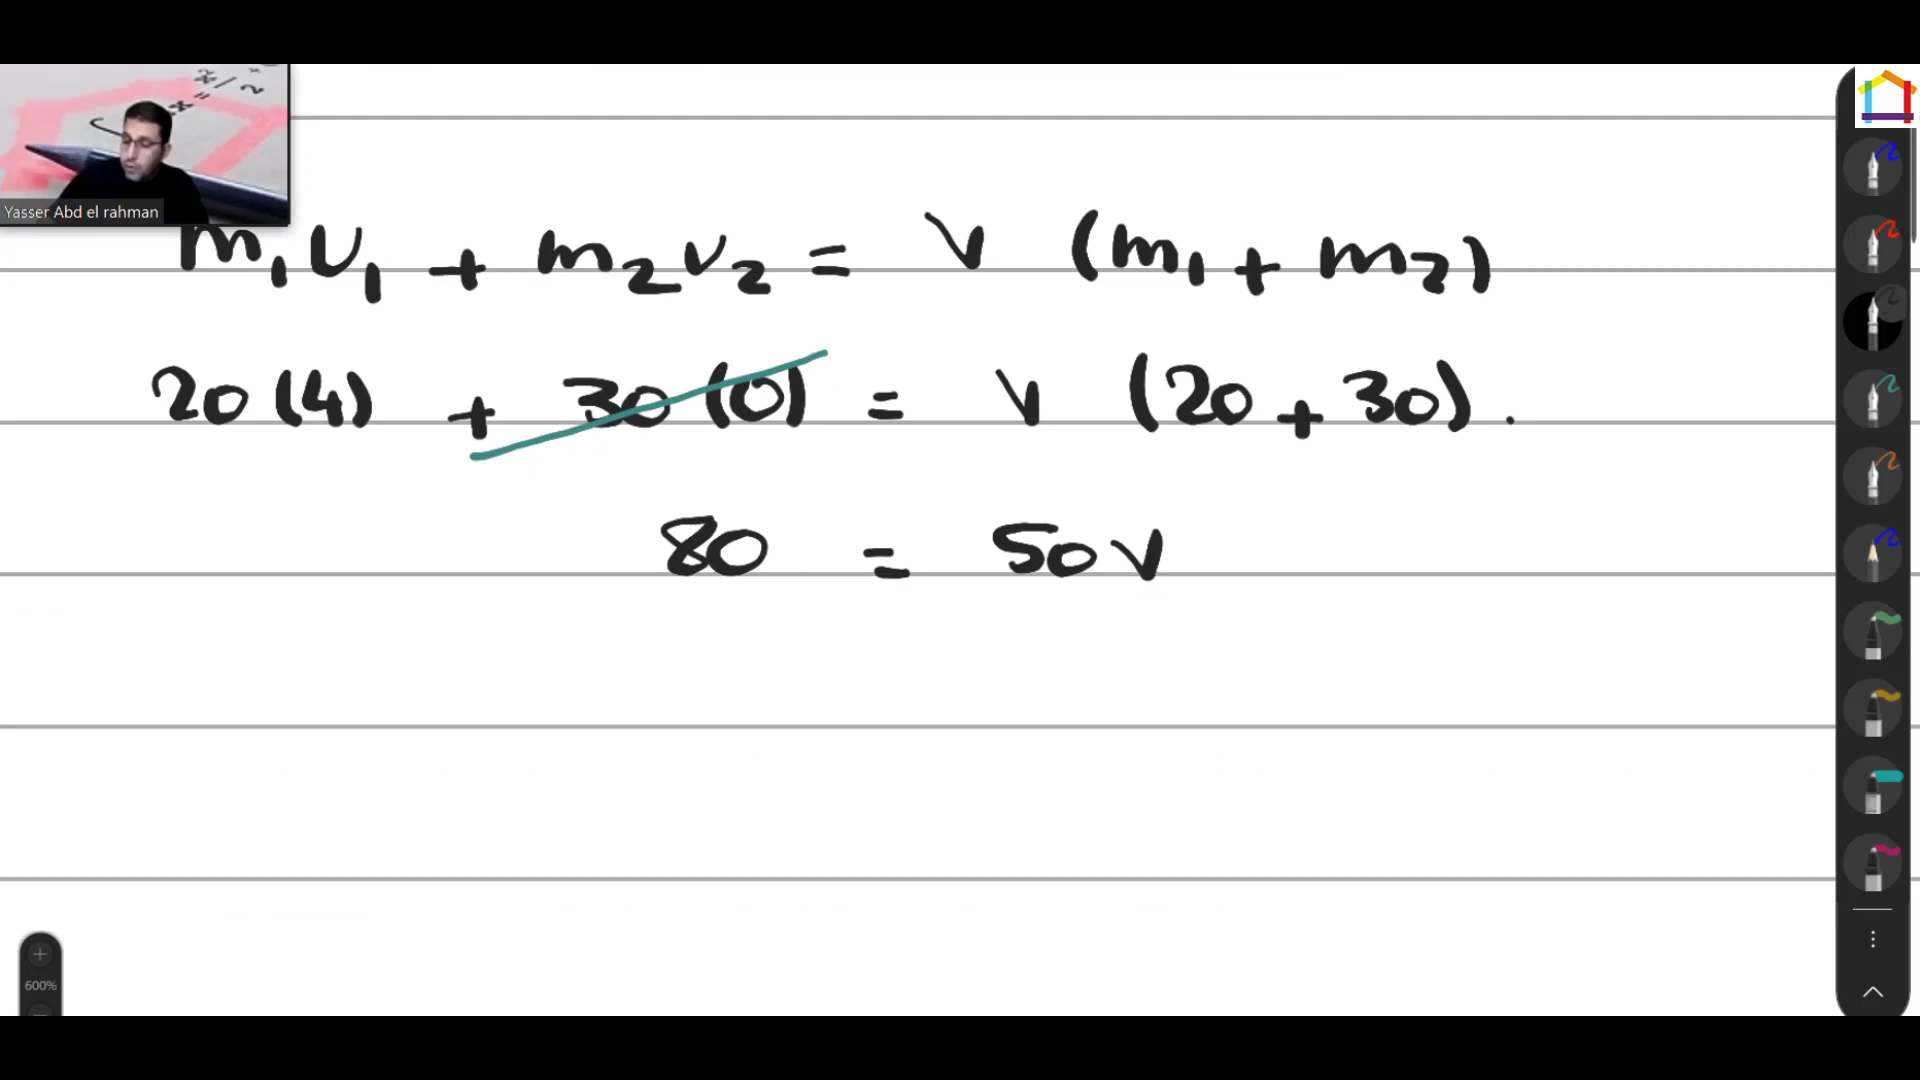 Yasser Abd el rahman
m₁u₁ + m₂v₂ = v (m₁ + m₂)
20(4) + 30(0) = v (20 + 30).
80 = 50v
600%